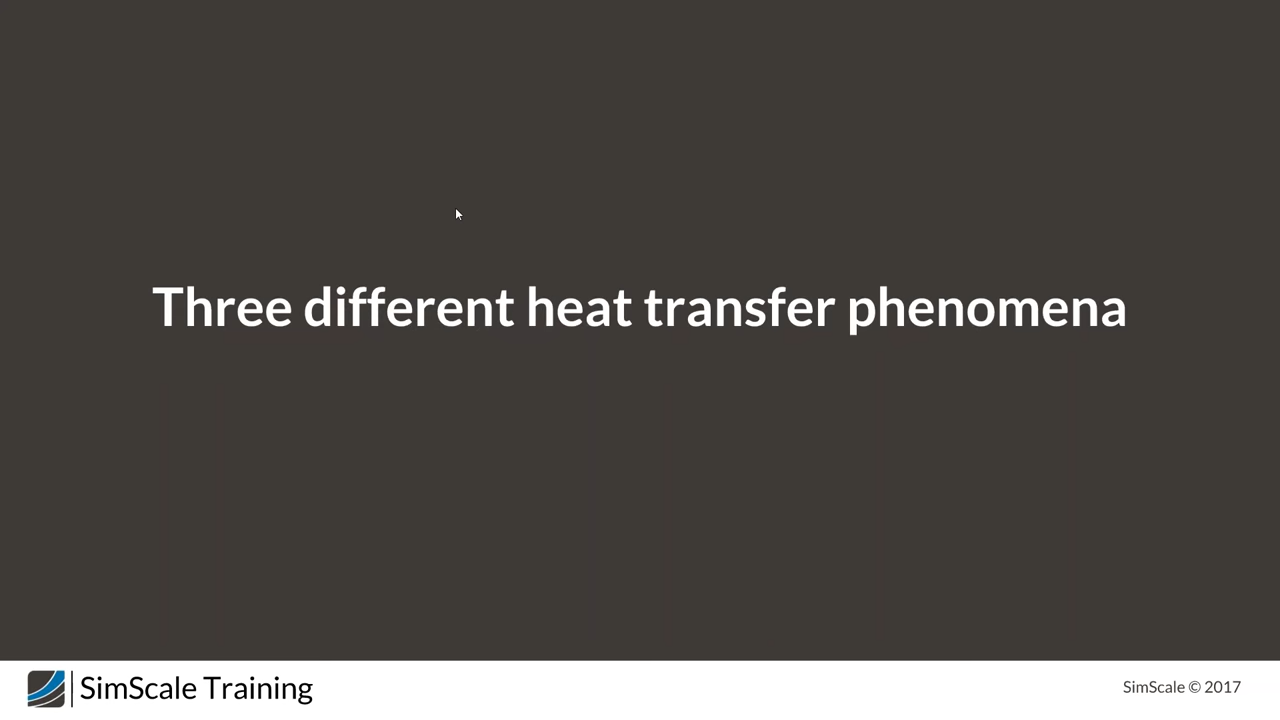 Three different heat transfer phenomena
SimScale Training
SimScale © 2017